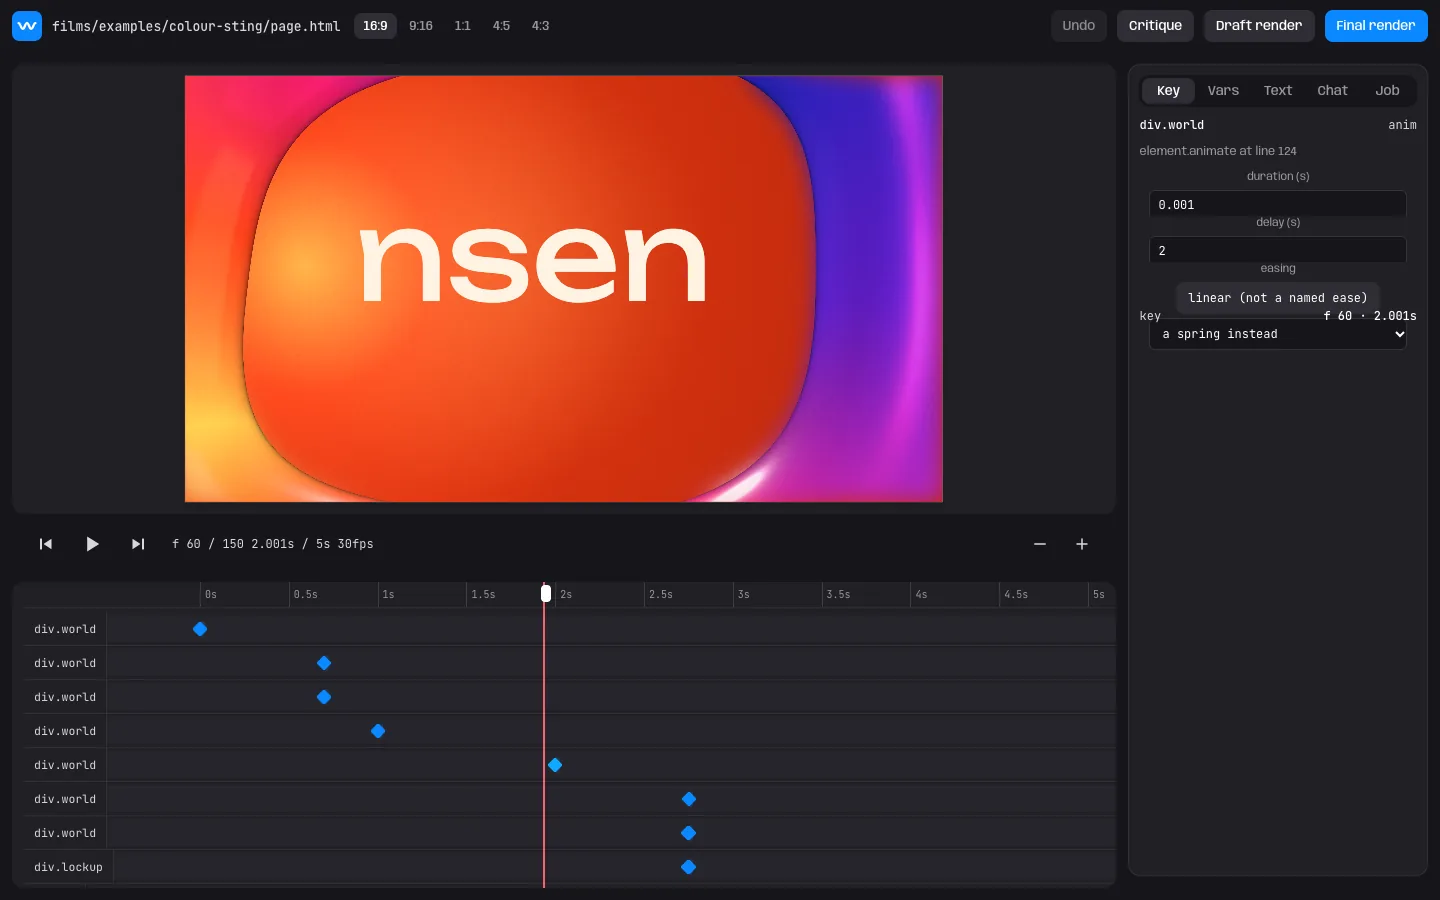 films/examples/colour-sting/page.html 16:9 9:16 1:1 4:5 4:3 Undo Critique Draft render Final render
nsen
Key Vars Text Chat Job
div.world anim
element.animate at line 124
duration (s)
0.001
delay (s)
2
easing
linear (not a named ease)
key f 60 · 2.001s
a spring instead
f 60 / 150 2.001s / 5s 30fps
0s 0.5s 1s 1.5s 2s 2.5s 3s 3.5s 4s 4.5s 5s
div.world
div.world
div.world
div.world
div.world
div.world
div.world
div.lockup